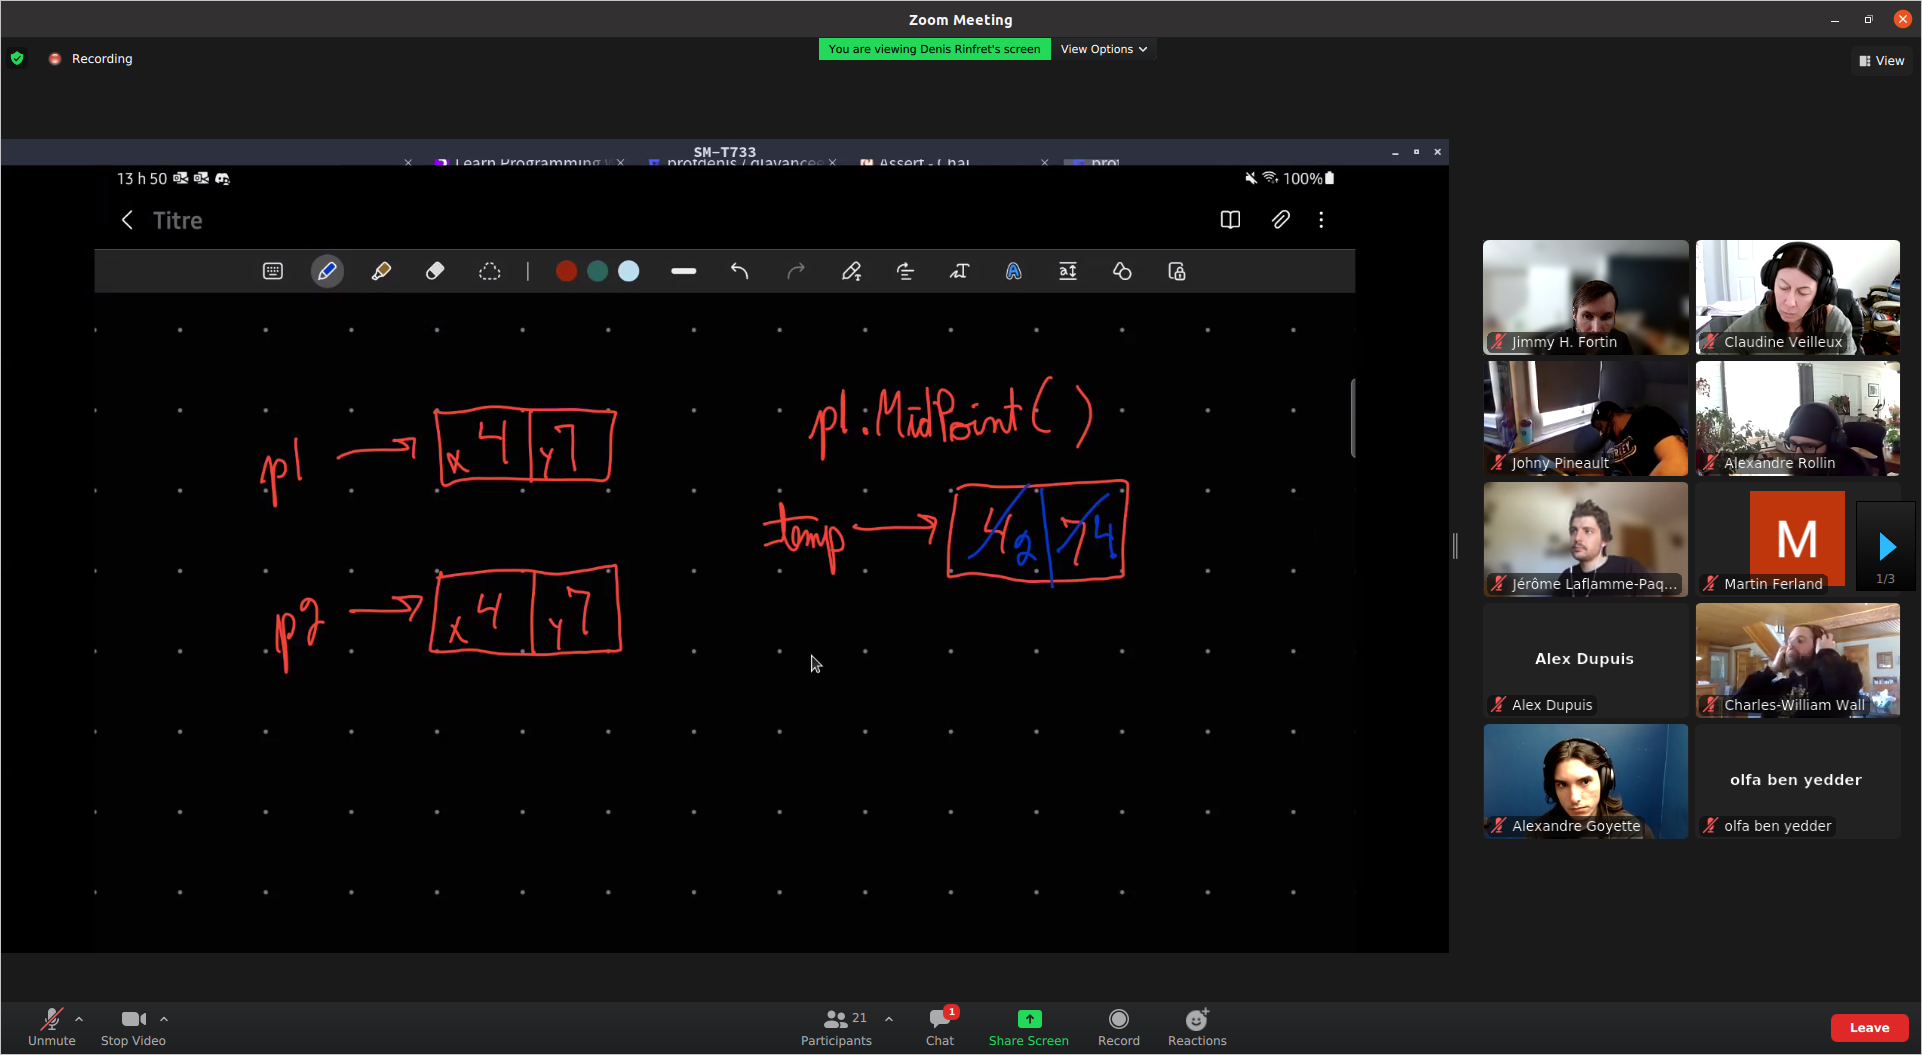 Zoom Meeting
Recording
You are viewing Denis Rinfret's screen
View Options
View
SM-T733
Learn Programming
Assert - Chai
13 h 50
100%
Titre
p1
x 4
y 7
p1.MidPoint( )
temp
4 2
7 4
p2
x 4
y 7
Jimmy H. Fortin
Claudine Veilleux
Johny Pineault
Alexandre Rollin
Jérôme Laflamme-Paq...
M
Martin Ferland
1/3
Alex Dupuis
Alex Dupuis
Charles-William Wall
Alexandre Goyette
olfa ben yedder
olfa ben yedder
Unmute
Stop Video
21
Participants
1
Chat
Share Screen
Record
Reactions
Leave